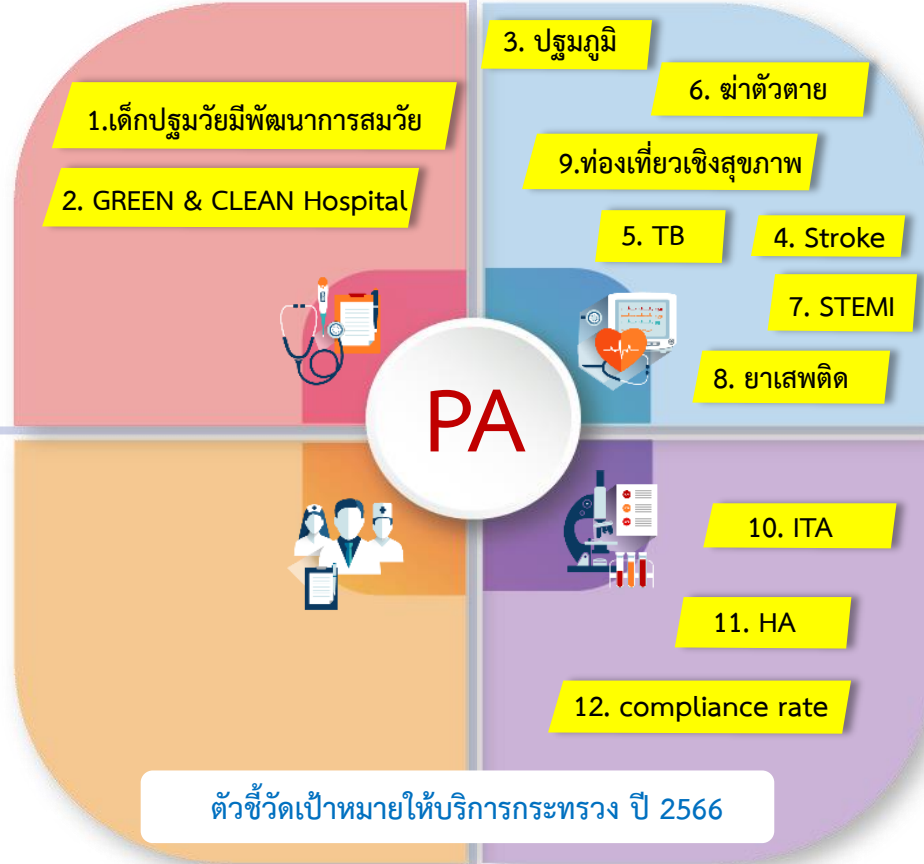 1.เด็กปฐมวัยมีพัฒนาการสมวัย
2. GREEN & CLEAN Hospital
3. ปฐมภูมิ
6. ฆ่าตัวตาย
9.ท่องเที่ยวเชิงสุขภาพ
5. TB
4. Stroke
7. STEMI
8. ยาเสพติด
PA
10. ITA
11. HA
12. compliance rate
ตัวชี้วัดเป้าหมายให้บริการกระทรวง ปี 2566